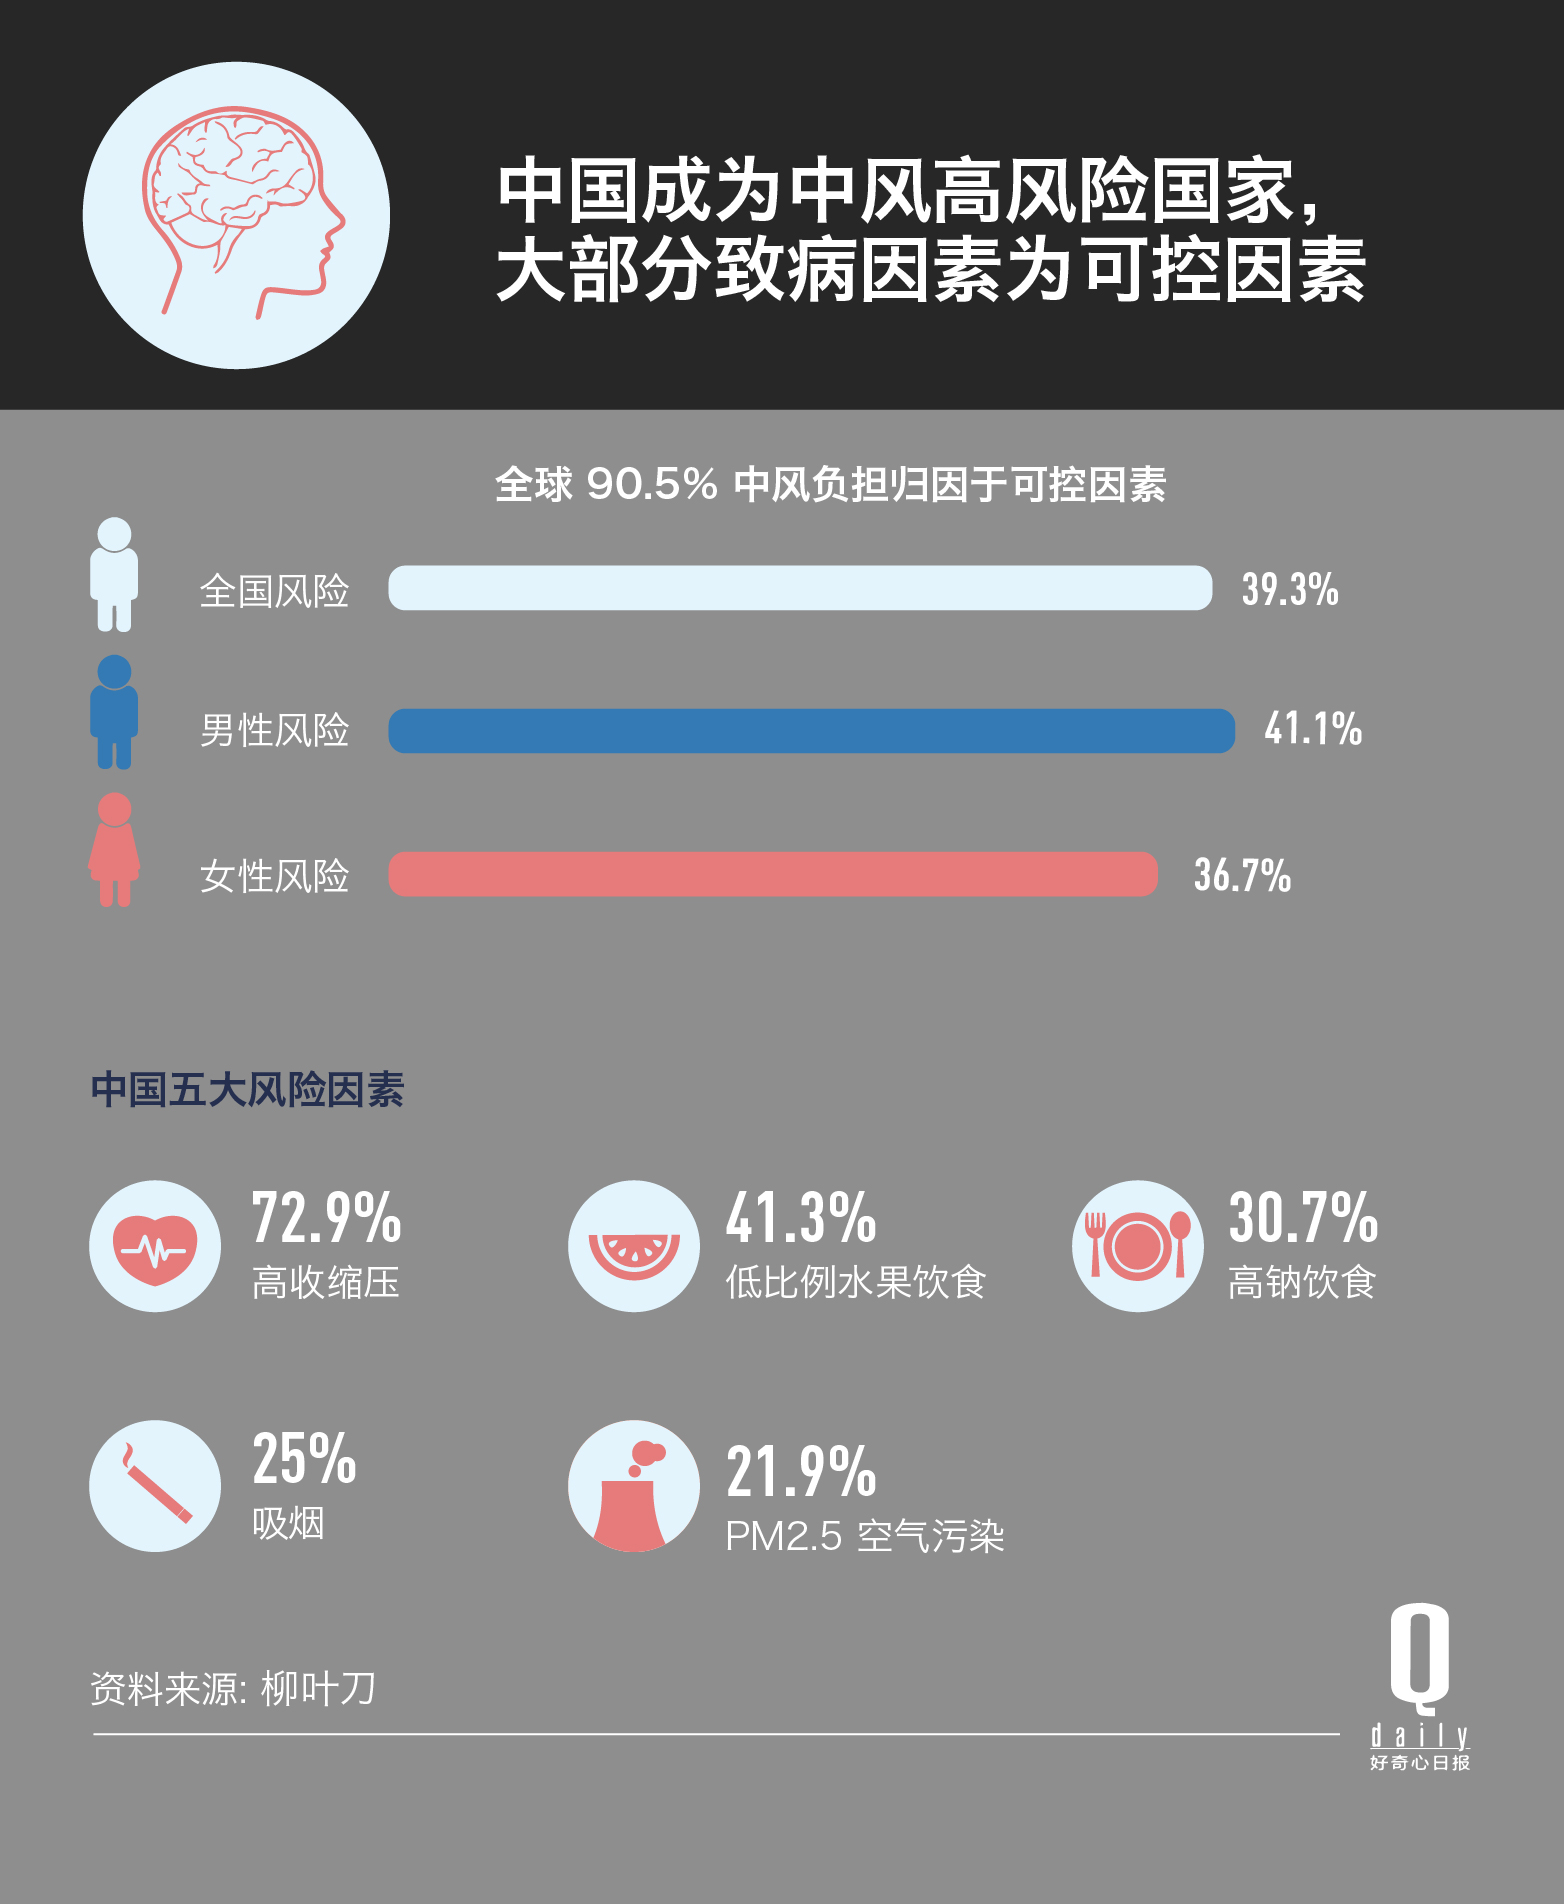 中国成为中风高风险国家，
大部分致病因素为可控因素
全球 90.5% 中风负担归因于可控因素
全国风险 39.3%
男性风险 41.1%
女性风险 36.7%
中国五大风险因素
72.9%
高收缩压
41.3%
低比例水果饮食
30.7%
高钠饮食
25%
吸烟
21.9%
PM2.5 空气污染
资料来源: 柳叶刀
Q
daily
好奇心日报